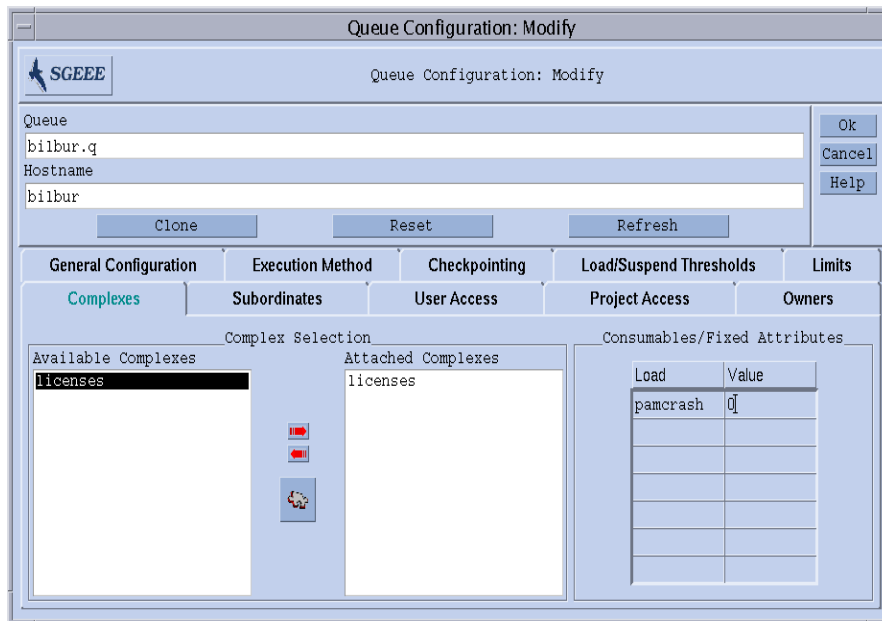 Queue Configuration: Modify
SGEEE
Queue Configuration: Modify
Queue
bilbur.q
Hostname
bilbur
Ok
Cancel
Help
Clone Reset Refresh
General Configuration Execution Method Checkpointing Load/Suspend Thresholds Limits
Complexes Subordinates User Access Project Access Owners
Complex Selection
Available Complexes
licenses
Attached Complexes
licenses
Consumables/Fixed Attributes
Load Value
pamcrash 0